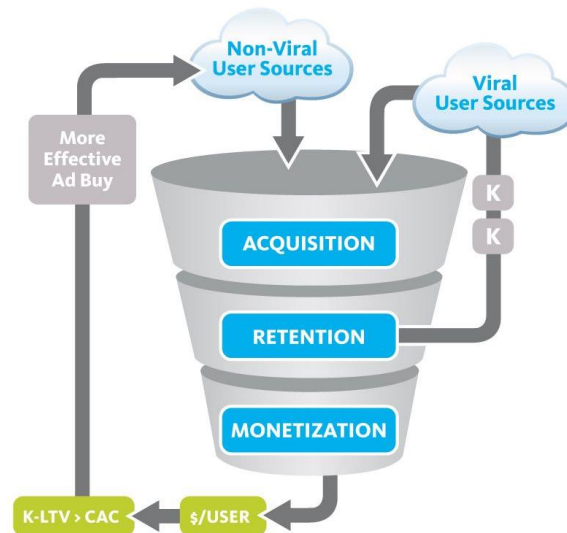 Non-Viral
User Sources
Viral
User Sources
More
Effective
Ad Buy
K
K
ACQUISITION
RETENTION
MONETIZATION
K-LTV > CAC
$/USER